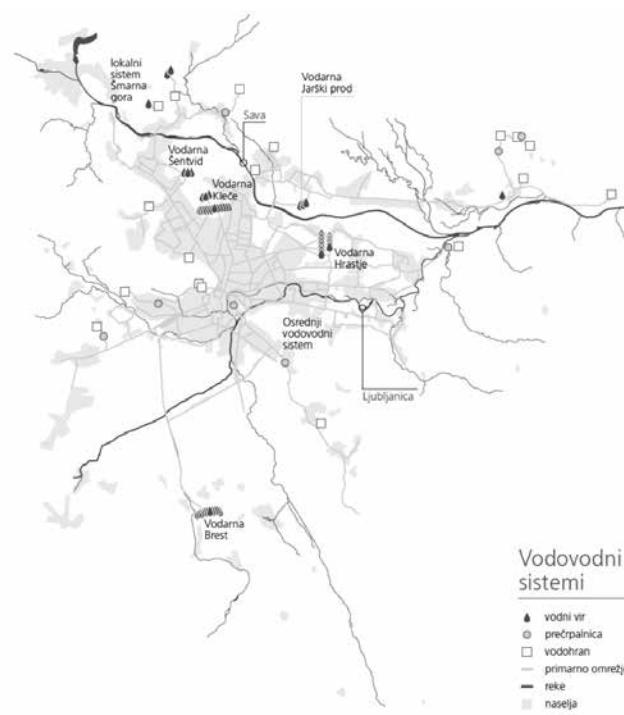 lokalni
sistem
Šmarna
gora
Vodarna
Jarški prod
Sava
Vodarna
Šentvid
Vodarna
Kleče
Vodarna
Hrastje
Osrednji
vodovodni
sistem
Ljubljanica
Vodarna
Brest
Vodovodni
sistemi
vodni vir
prečrpalnica
vodohran
primarno omrežj
reke
naselja